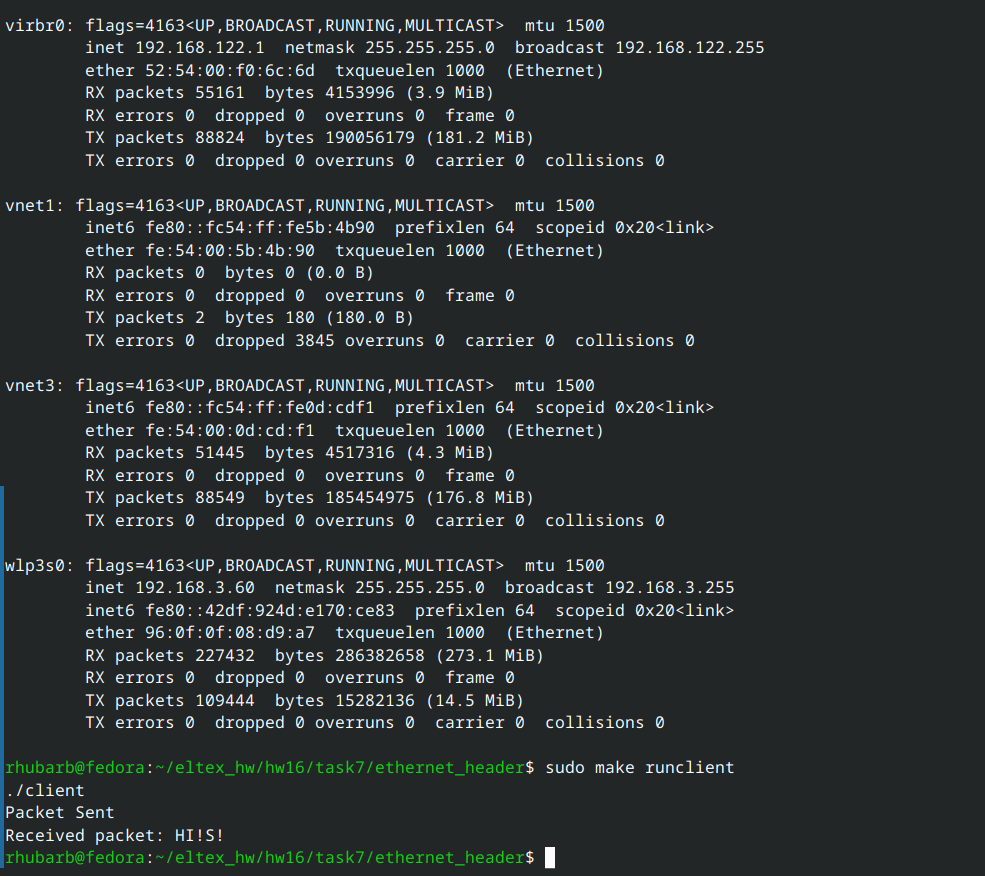 virbr0: flags=4163<UP,BROADCAST,RUNNING,MULTICAST>  mtu 1500
        inet 192.168.122.1  netmask 255.255.255.0  broadcast 192.168.122.255
        ether 52:54:00:f0:6c:6d  txqueuelen 1000  (Ethernet)
        RX packets 55161  bytes 4153996 (3.9 MiB)
        RX errors 0  dropped 0  overruns 0  frame 0
        TX packets 88824  bytes 190056179 (181.2 MiB)
        TX errors 0  dropped 0 overruns 0  carrier 0  collisions 0

vnet1: flags=4163<UP,BROADCAST,RUNNING,MULTICAST>  mtu 1500
        inet6 fe80::fc54:ff:fe5b:4b90  prefixlen 64  scopeid 0x20<link>
        ether fe:54:00:5b:4b:90  txqueuelen 1000  (Ethernet)
        RX packets 0  bytes 0 (0.0 B)
        RX errors 0  dropped 0  overruns 0  frame 0
        TX packets 2  bytes 180 (180.0 B)
        TX errors 0  dropped 3845 overruns 0  carrier 0  collisions 0

vnet3: flags=4163<UP,BROADCAST,RUNNING,MULTICAST>  mtu 1500
        inet6 fe80::fc54:ff:fe0d:cdf1  prefixlen 64  scopeid 0x20<link>
        ether fe:54:00:0d:cd:f1  txqueuelen 1000  (Ethernet)
        RX packets 51445  bytes 4517316 (4.3 MiB)
        RX errors 0  dropped 0  overruns 0  frame 0
        TX packets 88549  bytes 185454975 (176.8 MiB)
        TX errors 0  dropped 0 overruns 0  carrier 0  collisions 0

wlp3s0: flags=4163<UP,BROADCAST,RUNNING,MULTICAST>  mtu 1500
        inet 192.168.3.60  netmask 255.255.255.0  broadcast 192.168.3.255
        inet6 fe80::42df:924d:e170:ce83  prefixlen 64  scopeid 0x20<link>
        ether 96:0f:0f:08:d9:a7  txqueuelen 1000  (Ethernet)
        RX packets 227432  bytes 286382658 (273.1 MiB)
        RX errors 0  dropped 0  overruns 0  frame 0
        TX packets 109444  bytes 15282136 (14.5 MiB)
        TX errors 0  dropped 0 overruns 0  carrier 0  collisions 0

rhubarb@fedora:~/eltex_hw/hw16/task7/ethernet_header$ sudo make runclient
./client
Packet Sent
Received packet: HI!S!
rhubarb@fedora:~/eltex_hw/hw16/task7/ethernet_header$